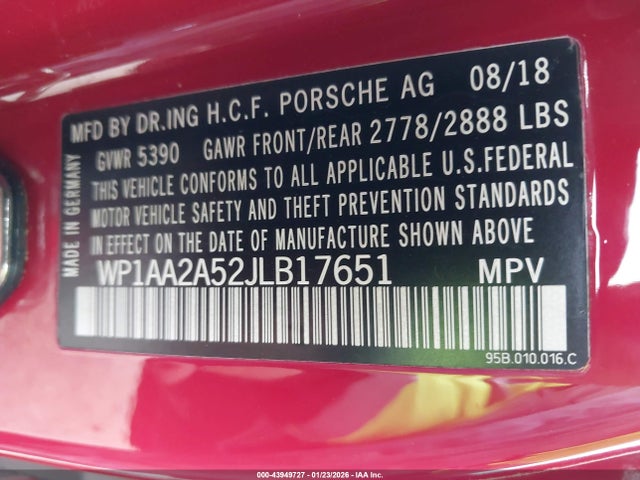 MFD BY DR.ING H.C.F. PORSCHE AG 08/18
GVWR 5390 GAWR FRONT/REAR 2778/2888 LBS
THIS VEHICLE CONFORMS TO ALL APPLICABLE U.S.FEDERAL
MOTOR VEHICLE SAFETY AND THEFT PREVENTION STANDARDS
IN EFFECT ON THE DATE OF MANUFACTURE SHOWN ABOVE
WP1AA2A52JLB17651 MPV
MADE IN GERMANY
95B.010.016.C
000-43949727 - 01/23/2026 - IAA Inc.